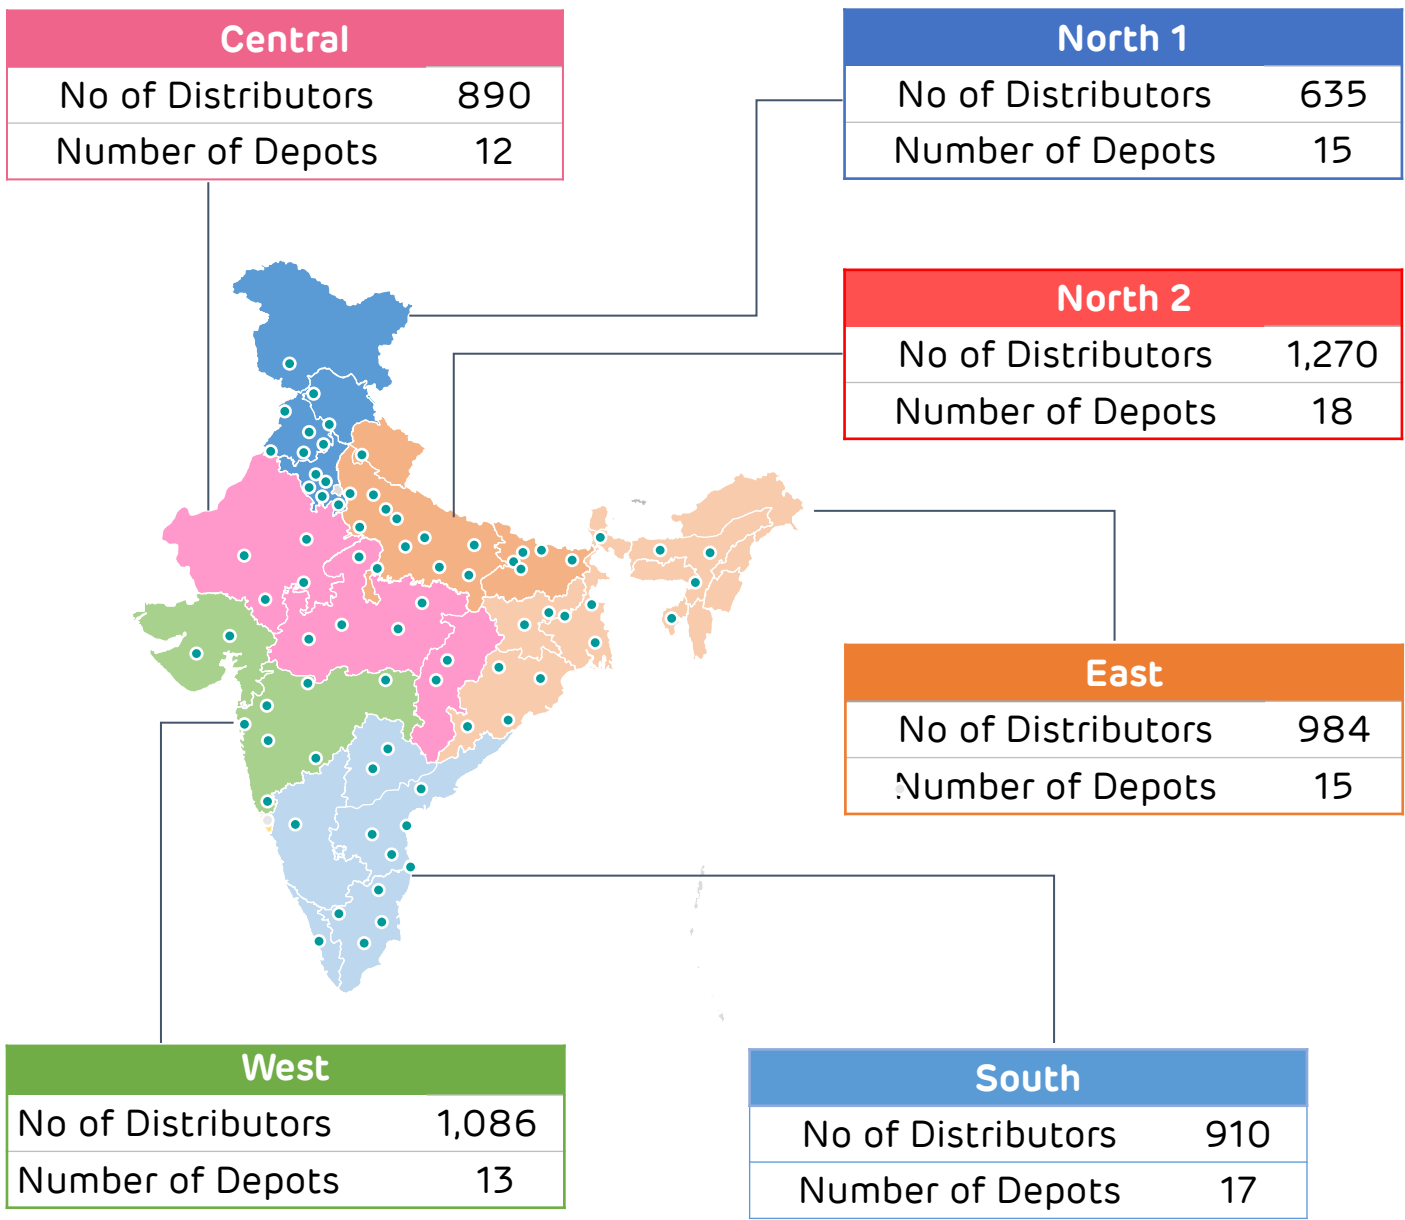 Central
No of Distributors 890
Number of Depots 12
North 1
No of Distributors 635
Number of Depots 15
North 2
No of Distributors 1,270
Number of Depots 18
East
No of Distributors 984
Number of Depots 15
West
No of Distributors 1,086
Number of Depots 13
South
No of Distributors 910
Number of Depots 17